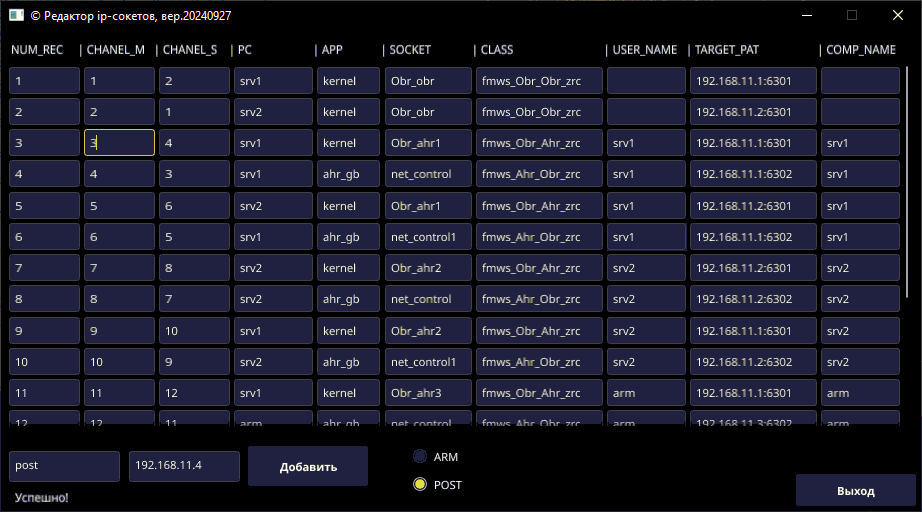 © Редактор ip-сокетов, вер.20240927
NUM_REC | CHANEL_M | CHANEL_S | PC | APP | SOCKET | CLASS | USER_NAME | TARGET_PAT | COMP_NAME
1 1 2 srv1 kernel Obr_obr fmws_Obr_Obr_zrc 192.168.11.1:6301
2 2 1 srv2 kernel Obr_obr fmws_Obr_Obr_zrc 192.168.11.2:6301
3 3 4 srv1 kernel Obr_ahr1 fmws_Obr_Ahr_zrc srv1 192.168.11.1:6301 srv1
4 4 3 srv1 ahr_gb net_control fmws_Ahr_Obr_zrc srv1 192.168.11.1:6302 srv1
5 5 6 srv2 kernel Obr_ahr1 fmws_Obr_Ahr_zrc srv1 192.168.11.2:6301 srv1
6 6 5 srv1 ahr_gb net_control1 fmws_Ahr_Obr_zrc srv1 192.168.11.1:6302 srv1
7 7 8 srv2 kernel Obr_ahr2 fmws_Obr_Ahr_zrc srv2 192.168.11.2:6301 srv2
8 8 7 srv2 ahr_gb net_control fmws_Ahr_Obr_zrc srv2 192.168.11.2:6302 srv2
9 9 10 srv1 kernel Obr_ahr2 fmws_Obr_Ahr_zrc srv2 192.168.11.1:6301 srv2
10 10 9 srv2 ahr_gb net_control1 fmws_Ahr_Obr_zrc srv2 192.168.11.2:6302 srv2
11 11 12 srv1 kernel Obr_ahr3 fmws_Obr_Ahr_zrc arm 192.168.11.1:6301 arm
12 12 11 arm ahr_gb net_control fmws_Ahr_Obr_zrc arm 192.168.11.3:6302 arm
post 192.168.11.4 Добавить
ARM
POST
Успешно!
Выход